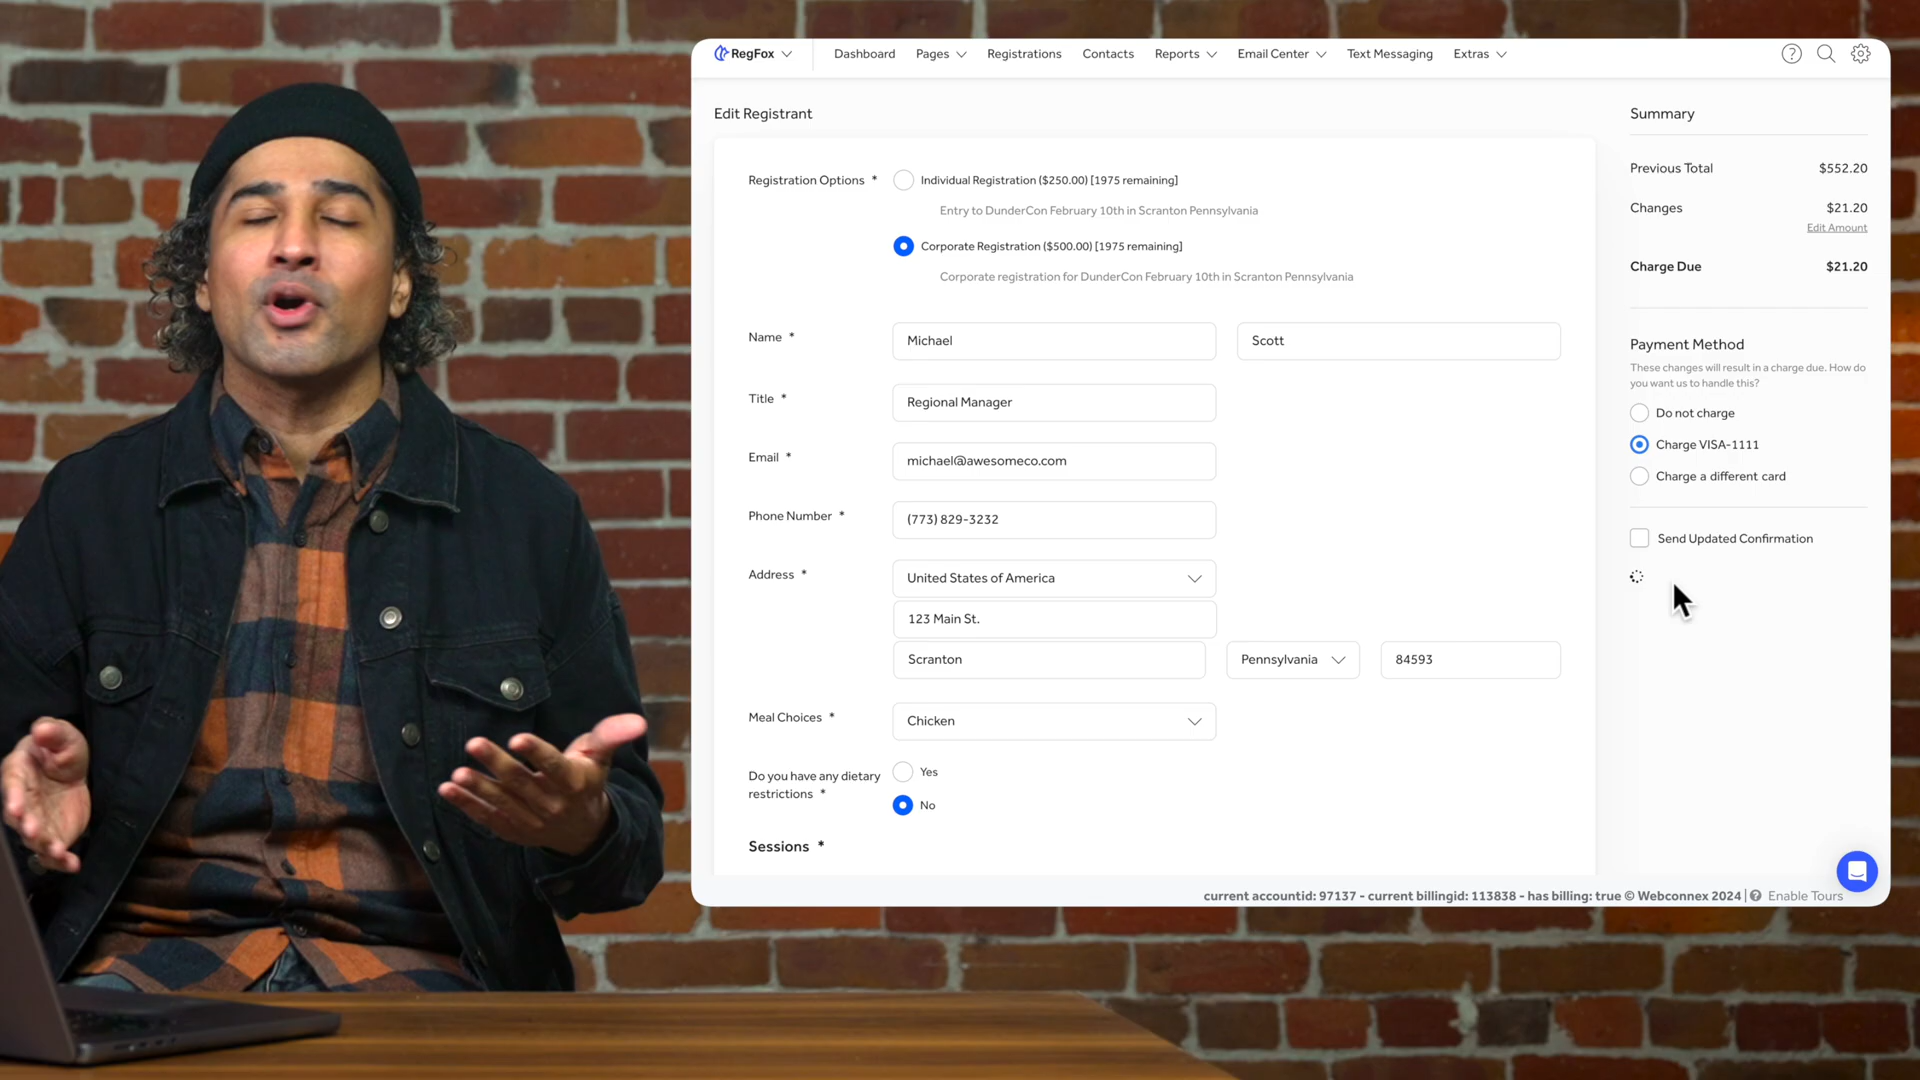 RegFox
Dashboard
Pages
Registrations
Contacts
Reports
Email Center
Text Messaging
Extras
Edit Registrant
Registration Options *
Individual Registration ($250.00) [1975 remaining]
Entry to DunderCon February 10th in Scranton Pennsylvania
Corporate Registration ($500.00) [1975 remaining]
Corporate registration for DunderCon February 10th in Scranton Pennsylvania
Name *
Michael
Scott
Title *
Regional Manager
Email *
michael@awesomeco.com
Phone Number *
(773) 829-3232
Address *
United States of America
123 Main St.
Scranton
Pennsylvania
84593
Meal Choices *
Chicken
Do you have any dietary
restrictions *
Yes
No
Sessions *
Summary
Previous Total $552.20
Changes $21.20
Edit Amount
Charge Due $21.20
Payment Method
These changes will result in a charge due. How do
you want us to handle this?
Do not charge
Charge VISA-1111
Charge a different card
Send Updated Confirmation
current accountid: 97137 - current billingid: 113838 - has billing: true © Webconnex 2024 | Enable Tours